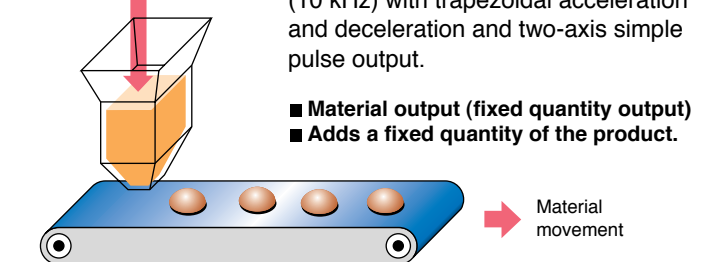 (10 kHz) with trapezoidal acceleration
and deceleration and two-axis simple
pulse output.
■ Material output (fixed quantity output)
■ Adds a fixed quantity of the product.
Material
movement